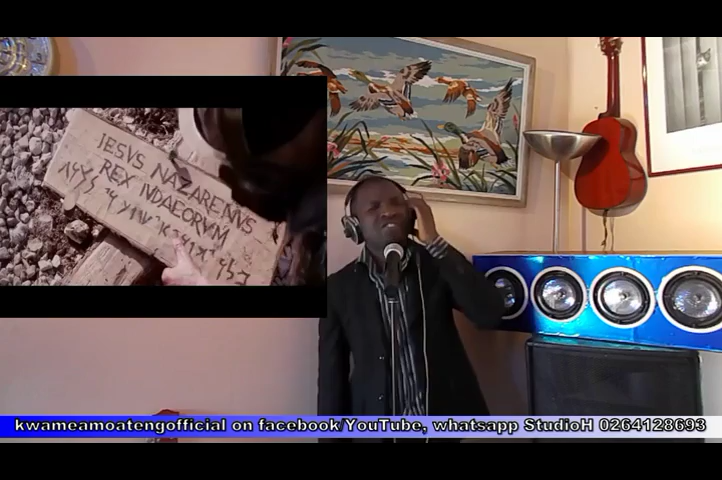 IESVS NAZARENVS
REX IVDAEORVM
kwameamoatengofficial on facebook/YouTube, whatsapp StudioH 0264128693